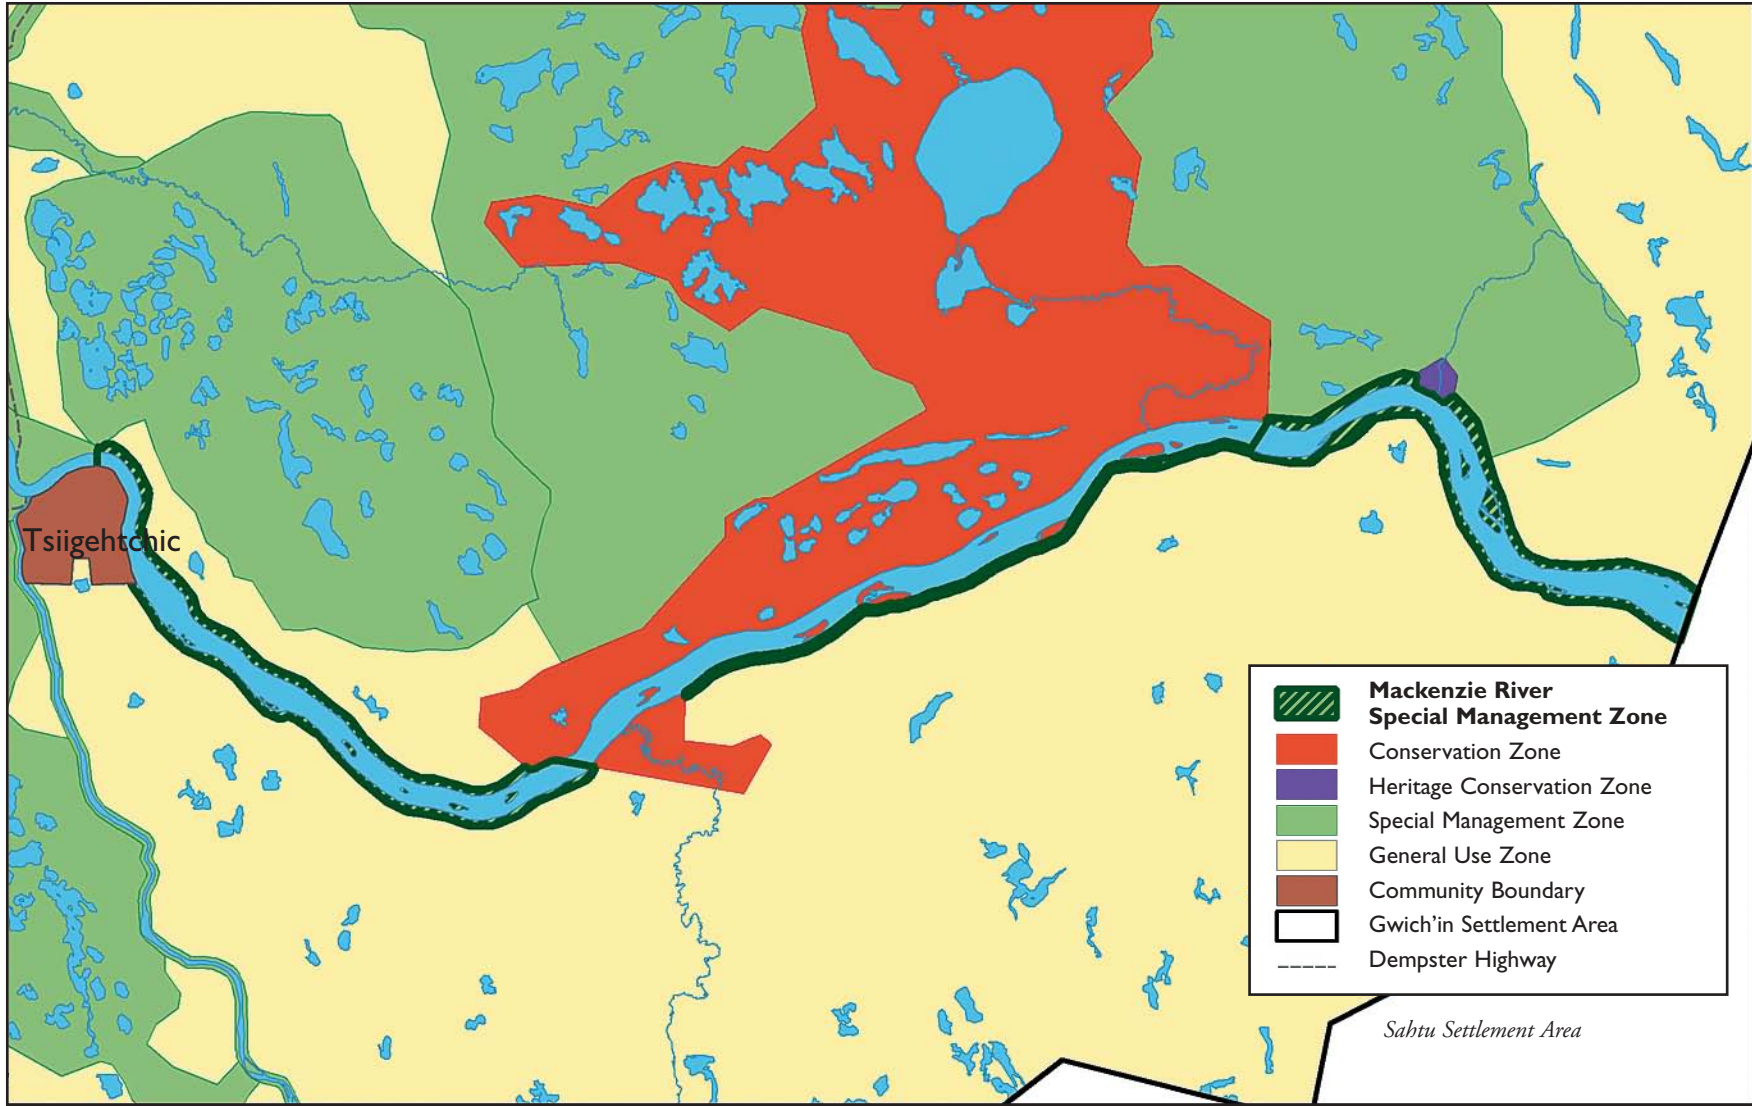 Tsiigehtchic
Mackenzie River
Special Management Zone
Conservation Zone
Heritage Conservation Zone
Special Management Zone
General Use Zone
Community Boundary
Gwich'in Settlement Area
Dempster Highway
Sahtu Settlement Area